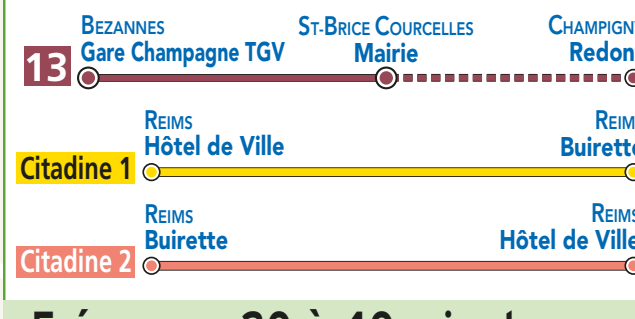 BEZANNES ST-BRICE COURCELLES
13 Gare Champagne TGV Mairie Redon
REIMS
Hôtel de Ville
Citadine 1
REIMS REIMS
Buirette Hôtel de Ville
Citadine 2